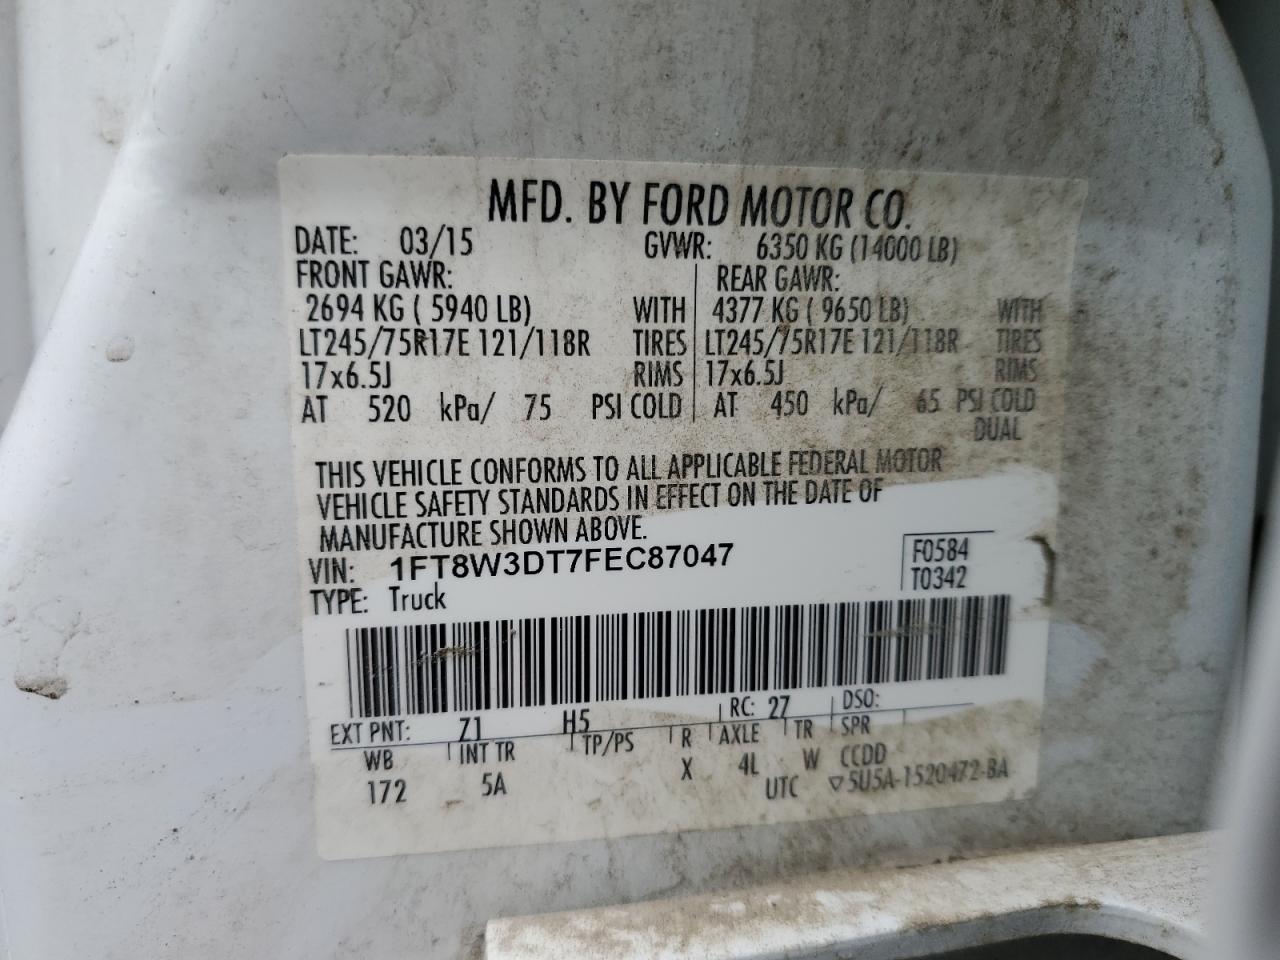 MFD. BY FORD MOTOR CO.
DATE: 03/15 GVWR: 6350 KG (14000 LB)
FRONT GAWR: REAR GAWR:
2694 KG ( 5940 LB) WITH 4377 KG ( 9650 LB) WITH
LT245/75R17E 121/118R TIRES LT245/75R17E 121/118R TIRES
17x6.5J RIMS 17x6.5J RIMS
AT 520 kPa/ 75 PSI COLD AT 450 kPa/ 65 PSI COLD
DUAL
THIS VEHICLE CONFORMS TO ALL APPLICABLE FEDERAL MOTOR
VEHICLE SAFETY STANDARDS IN EFFECT ON THE DATE OF
MANUFACTURE SHOWN ABOVE.
VIN: 1FT8W3DT7FEC87047 F0584
TYPE: Truck T0342
EXT PNT: Z1 H5 RC: 27 DSO:
WB INT TR TP/PS R AXLE TR SPR
172 5A X 4L W CCDD
UTC ▽5U5A-1520472-BA